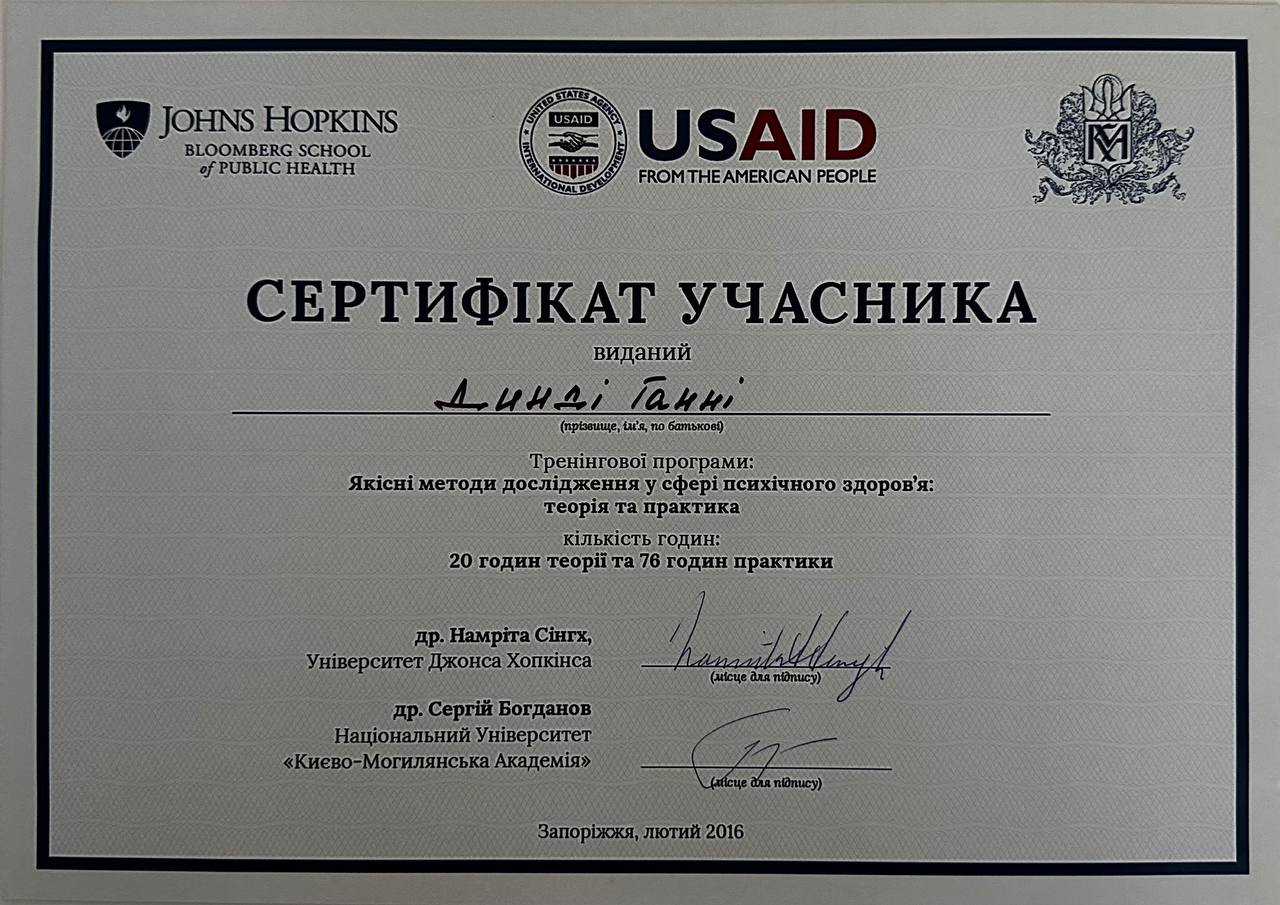 JOHNS HOPKINS
BLOOMBERG SCHOOL
of PUBLIC HEALTH
UNITED STATES AGENCY
USAID
INTERNATIONAL DEVELOPMENT
USAID
FROM THE AMERICAN PEOPLE
СЕРТИФІКАТ УЧАСНИКА
виданий
Динді Ганні
(прізвище, ім'я, по батькові)
Тренінгової програми:
Якісні методи дослідження у сфері психічного здоров'я:
теорія та практика
кількість годин:
20 годин теорії та 76 годин практики
др. Намріта Сінгх,
Університет Джонса Хопкінса
(місце для підпису)
др. Сергій Богданов
Національний Університет
«Києво-Могилянська Академія»
(місце для підпису)
Запоріжжя, лютий 2016